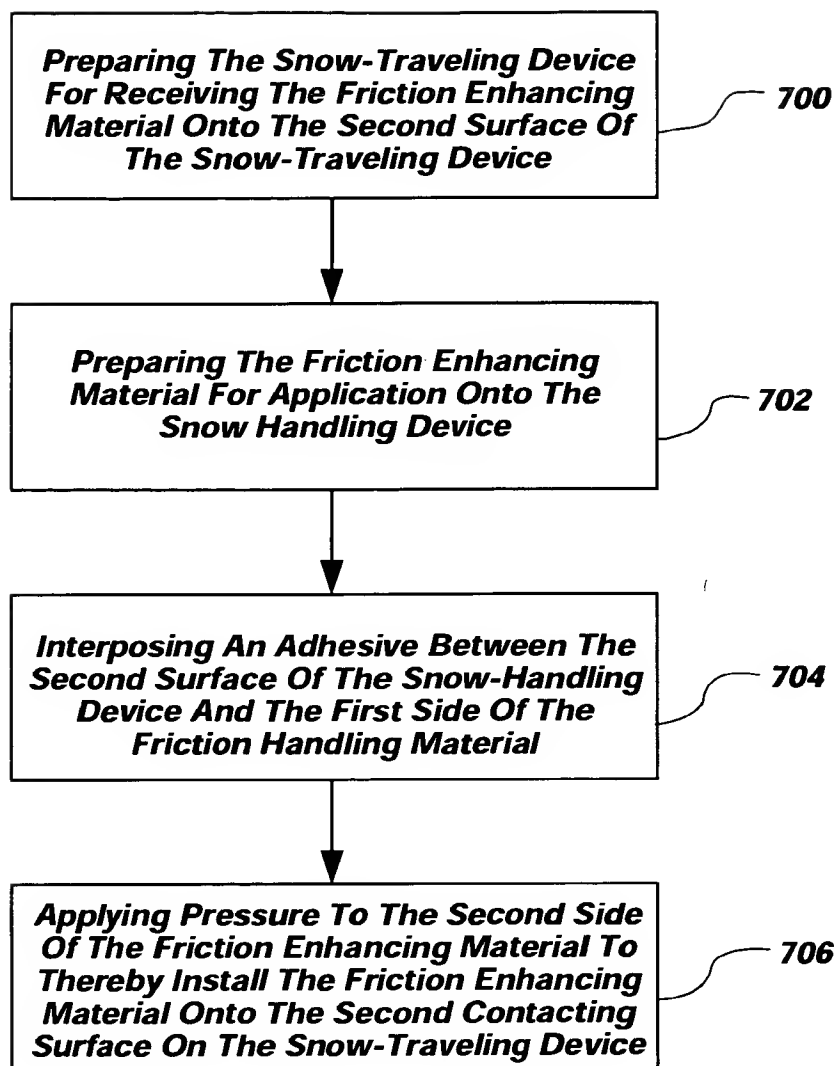 Preparing The Snow-Traveling Device
For Receiving The Friction Enhancing
Material Onto The Second Surface Of
The Snow-Traveling Device
700
Preparing The Friction Enhancing
Material For Application Onto The
Snow Handling Device
702
Interposing An Adhesive Between The
Second Surface Of The Snow-Handling
Device And The First Side Of The
Friction Handling Material
704
Applying Pressure To The Second Side
Of The Friction Enhancing Material To
Thereby Install The Friction Enhancing
Material Onto The Second Contacting
Surface On The Snow-Traveling Device
706